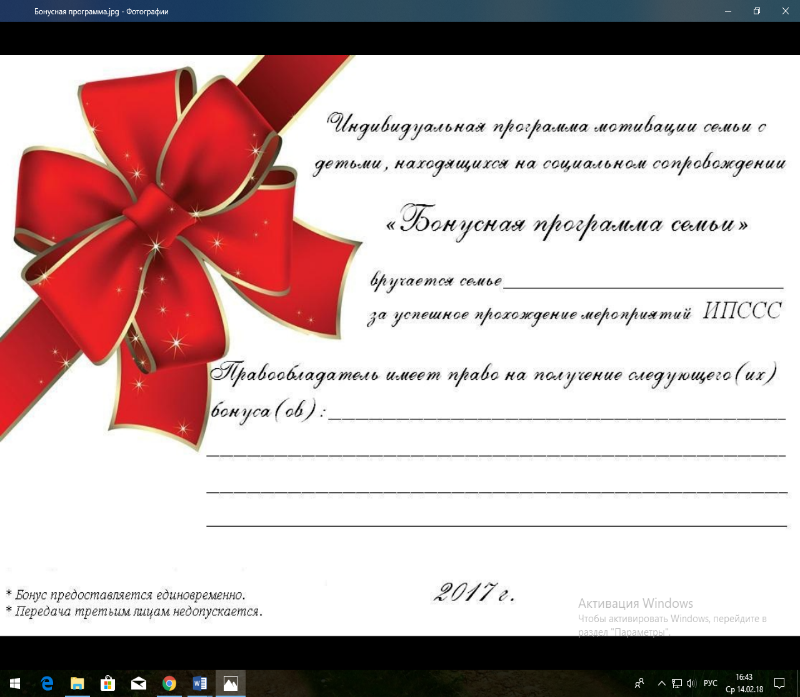 Бонусная программа.jpg - Фотографии
Индивидуальная программа мотивации семьи с
детьми, находящихся на социальном сопровождении
«Бонусная программа семьи»
вручается семье
за успешное прохождение мероприятий ИПССС
Правообладатель имеет право на получение следующего(их)
бонуса(ов):
* Бонус предоставляется единовременно.
* Передача третьим лицам недопускается.
2017 г.
Активация Windows
Чтобы активировать Windows, перейдите в
раздел "Параметры".
РУС
16:43
Ср 14.02.18